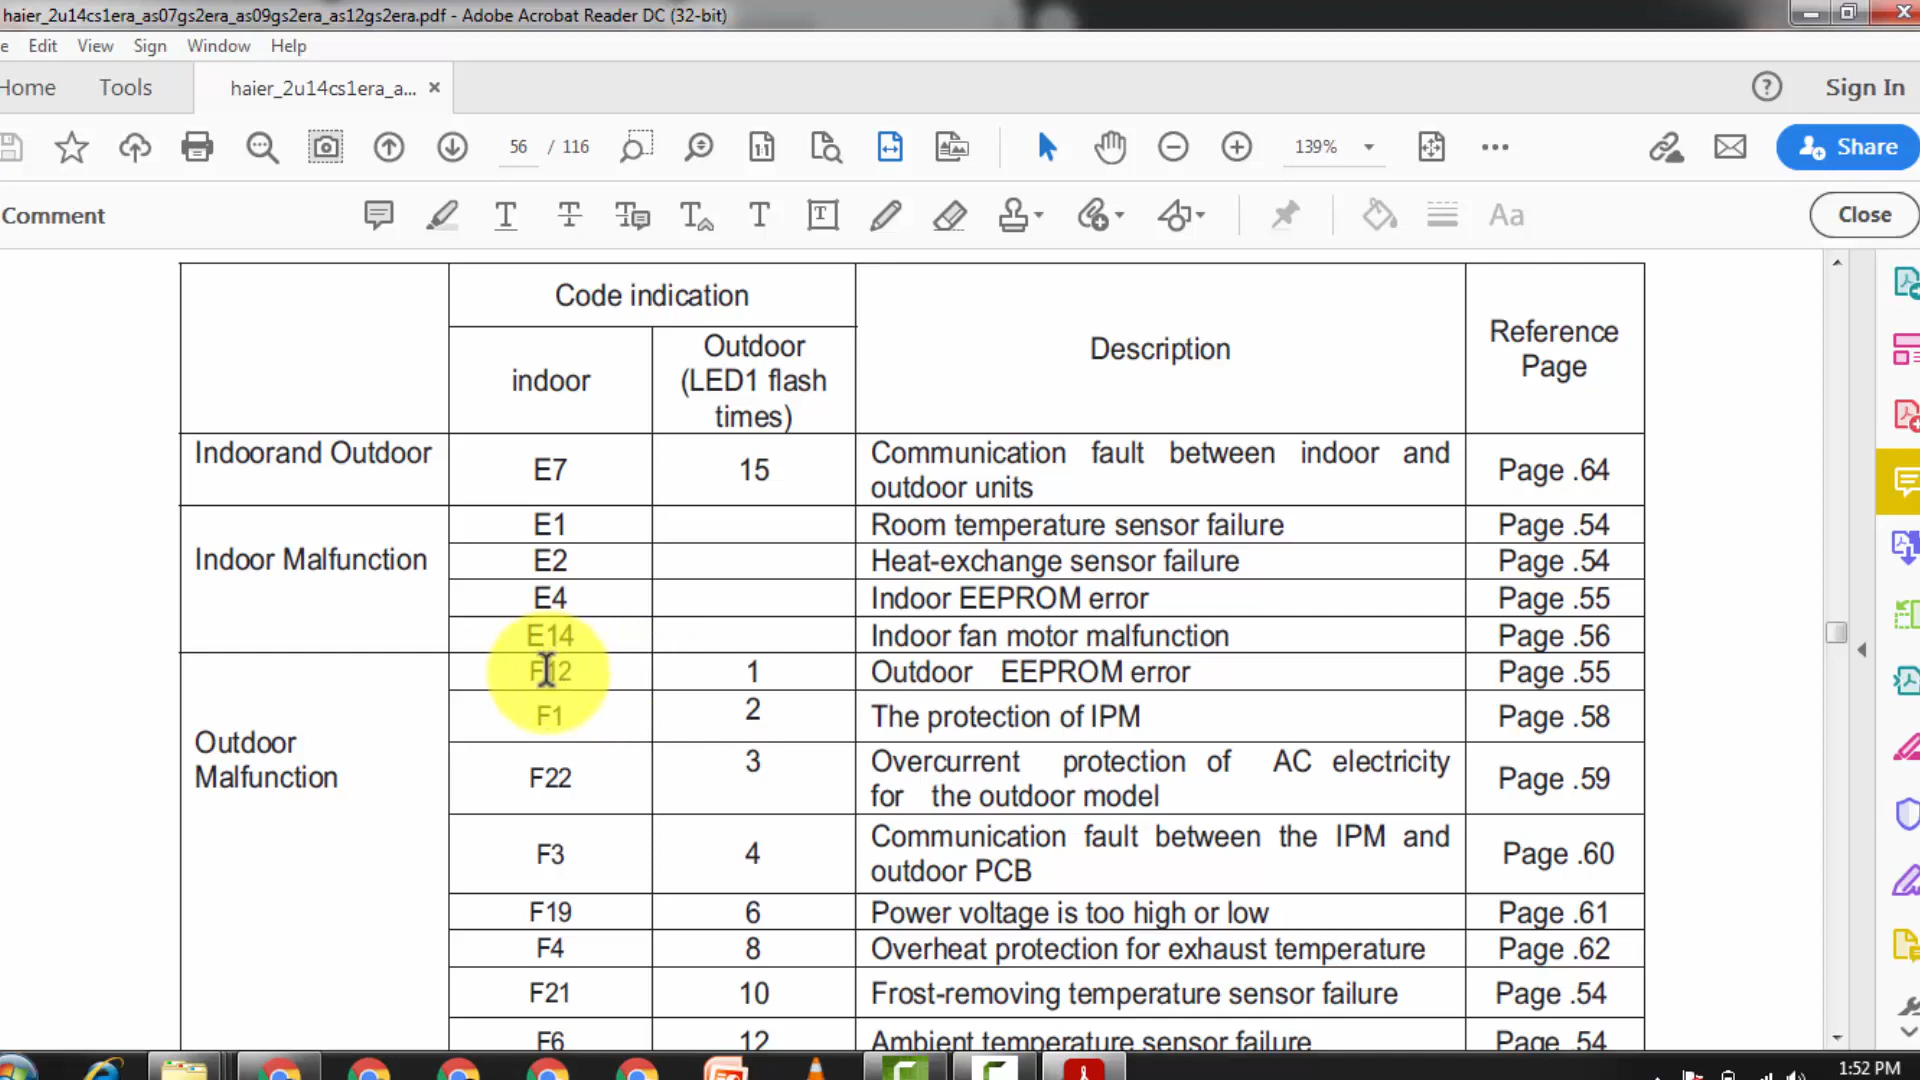 haier_2u14cs1era_as07gs2era_as09gs2era_as12gs2era.pdf - Adobe Acrobat Reader DC (32-bit)
Edit View Sign Window Help
Home Tools haier_2u14cs1era_a... × Sign In
56 / 116 139% Share
Comment Close
Code indication
indoor
Outdoor
(LED1 flash
times)
Description
Reference
Page
Indoorand Outdoor E7 15 Communication fault between indoor and
outdoor units Page .64
Indoor Malfunction
E1 Room temperature sensor failure Page .54
E2 Heat-exchange sensor failure Page .54
E4 Indoor EEPROM error Page .55
E14 Indoor fan motor malfunction Page .56
Outdoor
Malfunction
F12 1 Outdoor EEPROM error Page .55
F1 2 The protection of IPM Page .58
F22 3 Overcurrent protection of AC electricity
for the outdoor model Page .59
F3 4 Communication fault between the IPM and
outdoor PCB Page .60
F19 6 Power voltage is too high or low Page .61
F4 8 Overheat protection for exhaust temperature Page .62
F21 10 Frost-removing temperature sensor failure Page .54
F6 12 Ambient temperature sensor failure Page .54
1:52 PM